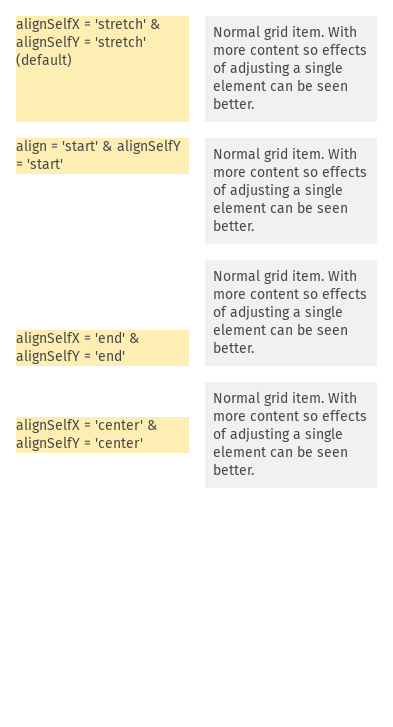 alignSelfX = 'stretch' &
alignSelfY = 'stretch'
(default)
Normal grid item. With
more content so effects
of adjusting a single
element can be seen
better.
align = 'start' & alignSelfY
= 'start'
Normal grid item. With
more content so effects
of adjusting a single
element can be seen
better.
alignSelfX = 'end' &
alignSelfY = 'end'
Normal grid item. With
more content so effects
of adjusting a single
element can be seen
better.
alignSelfX = 'center' &
alignSelfY = 'center'
Normal grid item. With
more content so effects
of adjusting a single
element can be seen
better.